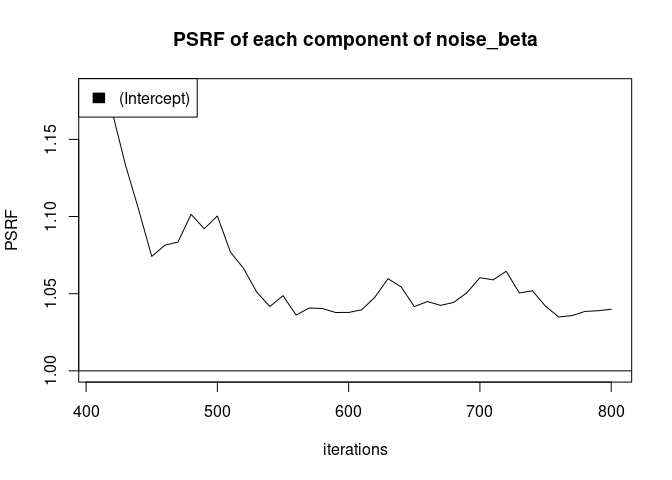 PSRF of each component of noise_beta
(Intercept)
PSRF
1.15
1.10
1.05
1.00
400 500 600 700 800
iterations